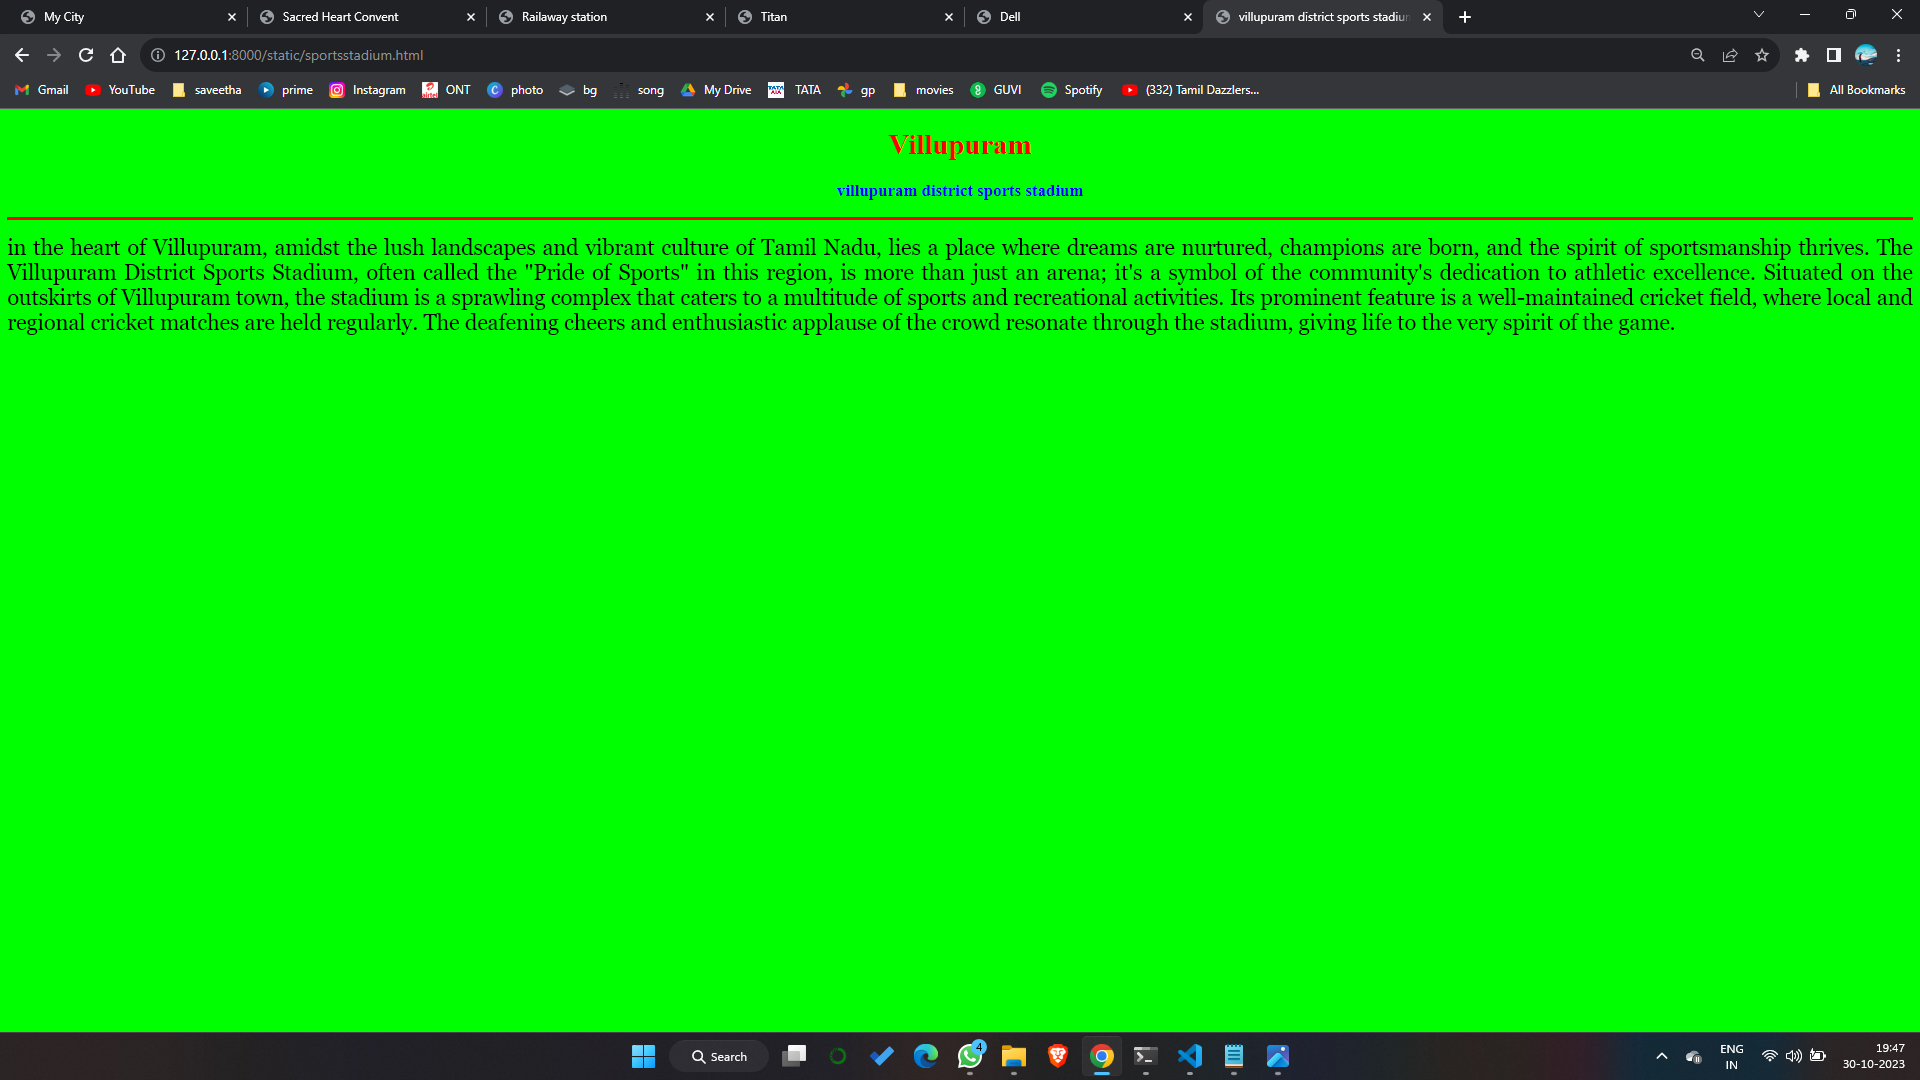 My City
Sacred Heart Convent
Railaway station
Titan
Dell
villupuram district sports stadiun
127.0.0.1:8000/static/sportsstadium.html
Gmail
YouTube
saveetha
prime
Instagram
airtel
ONT
photo
bg
song
My Drive
TATA AIA
TATA
gp
movies
GUVI
Spotify
(332) Tamil Dazzlers...
All Bookmarks
Villupuram
villupuram district sports stadium
in the heart of Villupuram, amidst the lush landscapes and vibrant culture of Tamil Nadu, lies a place where dreams are nurtured, champions are born, and the spirit of sportsmanship thrives. The
Villupuram District Sports Stadium, often called the "Pride of Sports" in this region, is more than just an arena; it's a symbol of the community's dedication to athletic excellence. Situated on the
outskirts of Villupuram town, the stadium is a sprawling complex that caters to a multitude of sports and recreational activities. Its prominent feature is a well-maintained cricket field, where local and
regional cricket matches are held regularly. The deafening cheers and enthusiastic applause of the crowd resonate through the stadium, giving life to the very spirit of the game.
Search
4
ENG
IN
19:47
30-10-2023